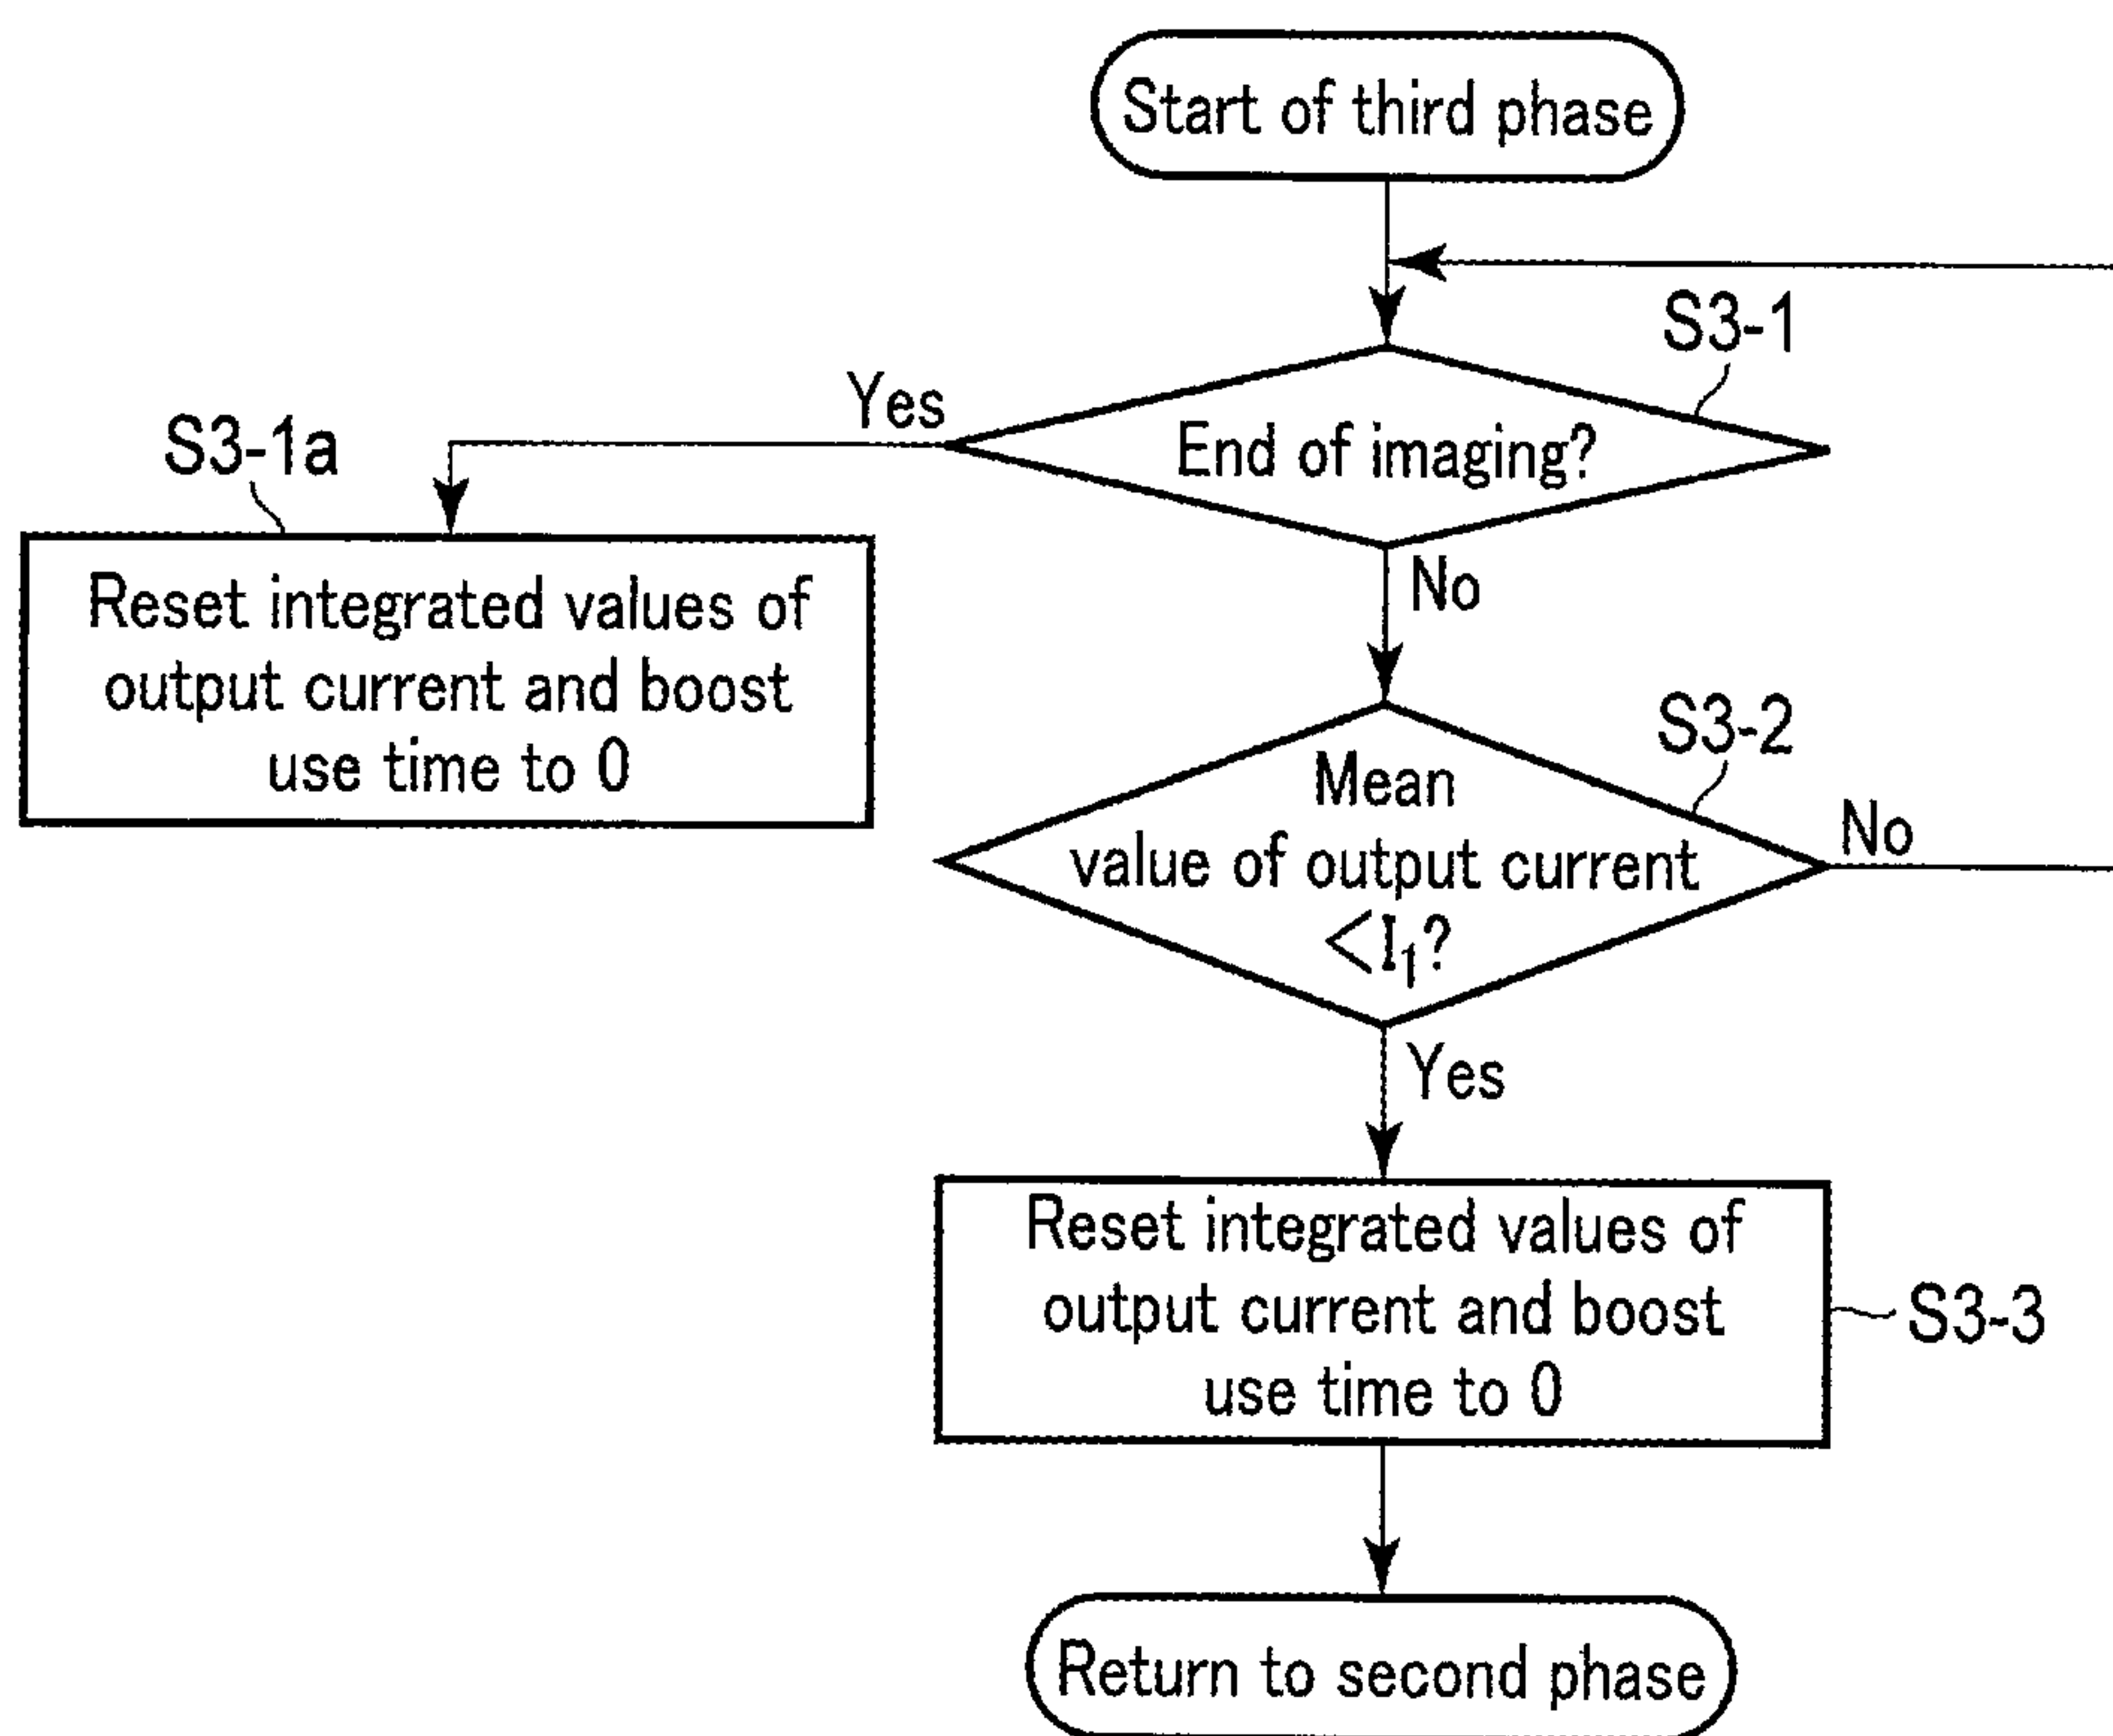 Start of third phase
S3-1
Yes
End of imaging?
S3-1a
No
Reset integrated values of
output current and boost
use time to 0
S3-2
Mean
value of output current
<I₁?
No
Yes
Reset integrated values of
output current and boost
use time to 0
S3-3
Return to second phase